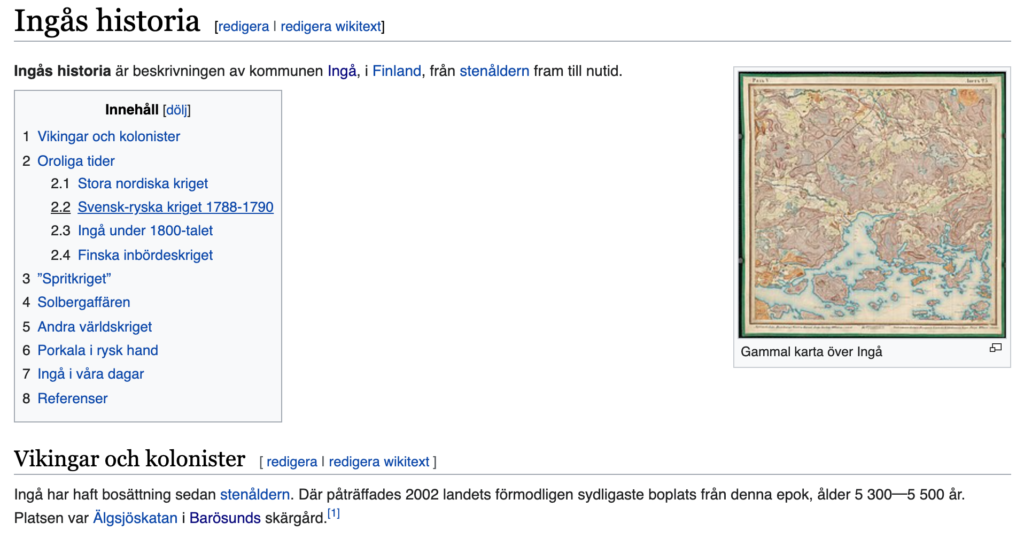 Ingås historia [redigera | redigera wikitext]
Ingås historia är beskrivningen av kommunen Ingå, i Finland, från stenåldern fram till nutid.
Innehåll [dölj]
1 Vikingar och kolonister
2 Oroliga tider
2.1 Stora nordiska kriget
2.2 Svensk-ryska kriget 1788-1790
2.3 Ingå under 1800-talet
2.4 Finska inbördeskriget
3 ”Spritkriget”
4 Solbergaffären
5 Andra världskriget
6 Porkala i rysk hand
7 Ingå i våra dagar
8 Referenser
Gammal karta över Ingå
Vikingar och kolonister [ redigera | redigera wikitext ]
Ingå har haft bosättning sedan stenåldern. Där påträffades 2002 landets förmodligen sydligaste boplats från denna epok, ålder 5 300—5 500 år.
Platsen var Älgsjöskatan i Barösunds skärgård.[1]